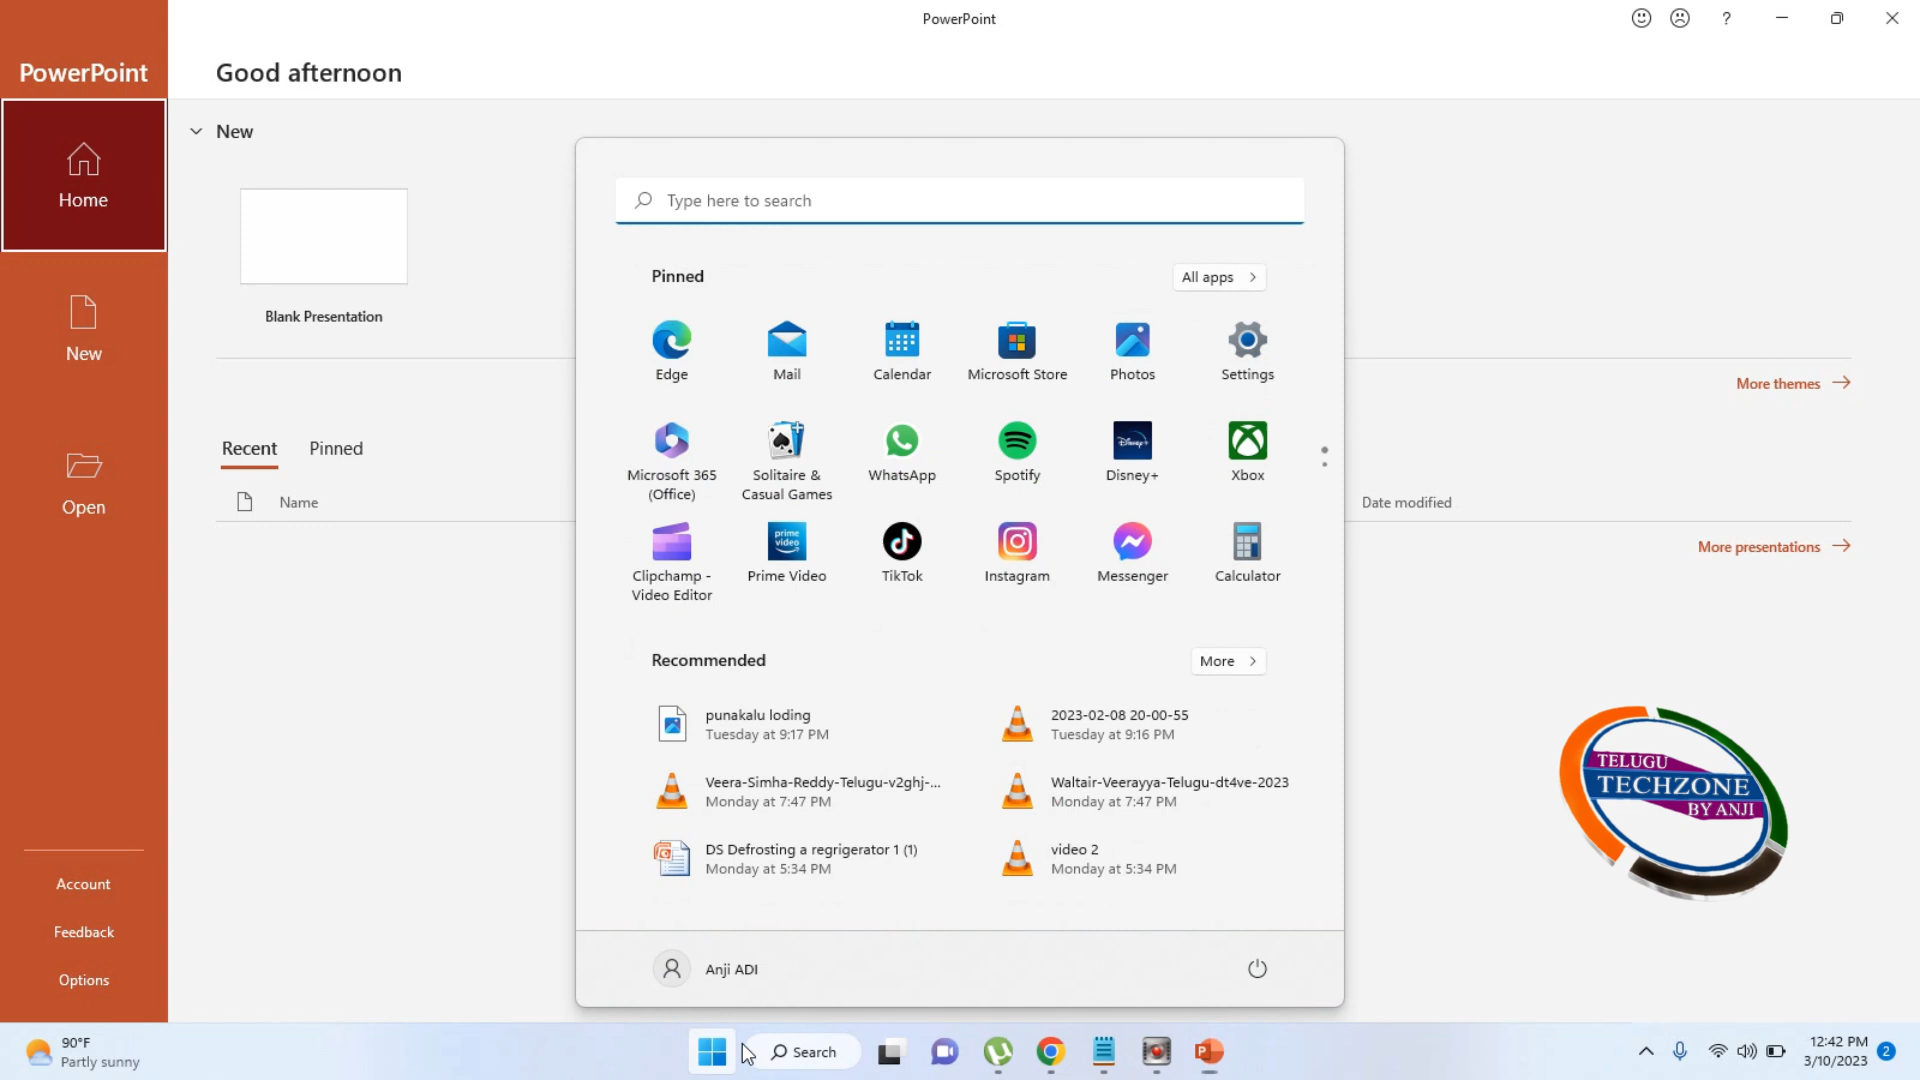 PowerPoint
?
PowerPoint
Good afternoon
New
Home
Blank Presentation
New
More themes
Recent
Pinned
Name
Date modified
Open
More presentations
Account
Feedback
Options
Type here to search
Pinned
All apps
Edge
Mail
Calendar
Microsoft Store
Photos
Settings
Microsoft 365
(Office)
Solitaire &
Casual Games
WhatsApp
Spotify
Disney+
Disney+
Xbox
prime
video
Clipchamp -
Video Editor
Prime Video
TikTok
Instagram
Messenger
Calculator
Recommended
More
punakalu loding
Tuesday at 9:17 PM
2023-02-08 20-00-55
Tuesday at 9:16 PM
Veera-Simha-Reddy-Telugu-v2ghj-...
Monday at 7:47 PM
Waltair-Veerayya-Telugu-dt4ve-2023
Monday at 7:47 PM
DS Defrosting a regrigerator 1 (1)
Monday at 5:34 PM
video 2
Monday at 5:34 PM
Anji ADI
TELUGU
TECHZONE
BY ANJI
90°F
Partly sunny
Search
P
12:42 PM
3/10/2023
2